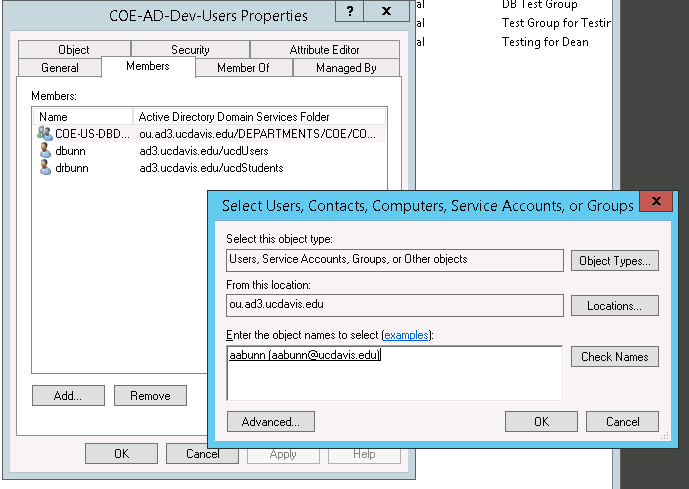 COE-AD-Dev-Users Properties
? x
Object Security Attribute Editor
General Members Member Of Managed By
Members:
Name Active Directory Domain Services Folder
COE-US-DBD... ou.ad3.ucdavis.edu/DEPARTMENTS/COE/CO...
dbunn ad3.ucdavis.edu/ucdUsers
drbunn ad3.ucdavis.edu/ucdStudents
Add... Remove
OK Cancel Apply Help
al DB Test Group
al Test Group for Testir
al Testing for Dean
Select Users, Contacts, Computers, Service Accounts, or Groups x
Select this object type:
Users, Service Accounts, Groups, or Other objects Object Types...
From this location:
ou.ad3.ucdavis.edu Locations...
Enter the object names to select (examples):
aabunn (aabunn@ucdavis.edu) Check Names
Advanced... OK Cancel